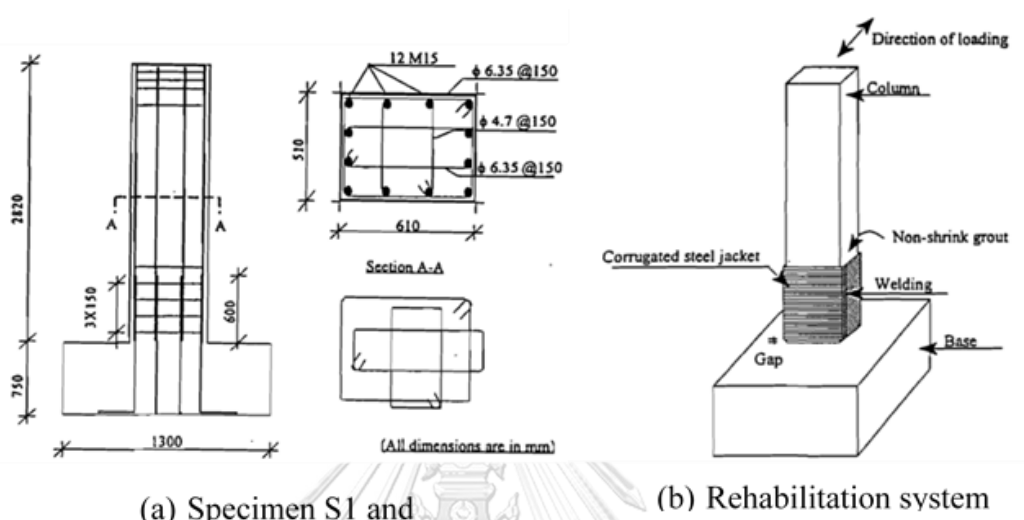 12 M15
ϕ 6.35 @150
ϕ 4.7 @150
ϕ 6.35 @150
510
610
Section A-A
2820
A
A
3X150
600
750
1300
(All dimensions are in mm)
(a) Specimen S1 and
Direction of loading
Column
Non-shrink grout
Corrugated steel jacket
Welding
Base
Gap
(b) Rehabilitation system